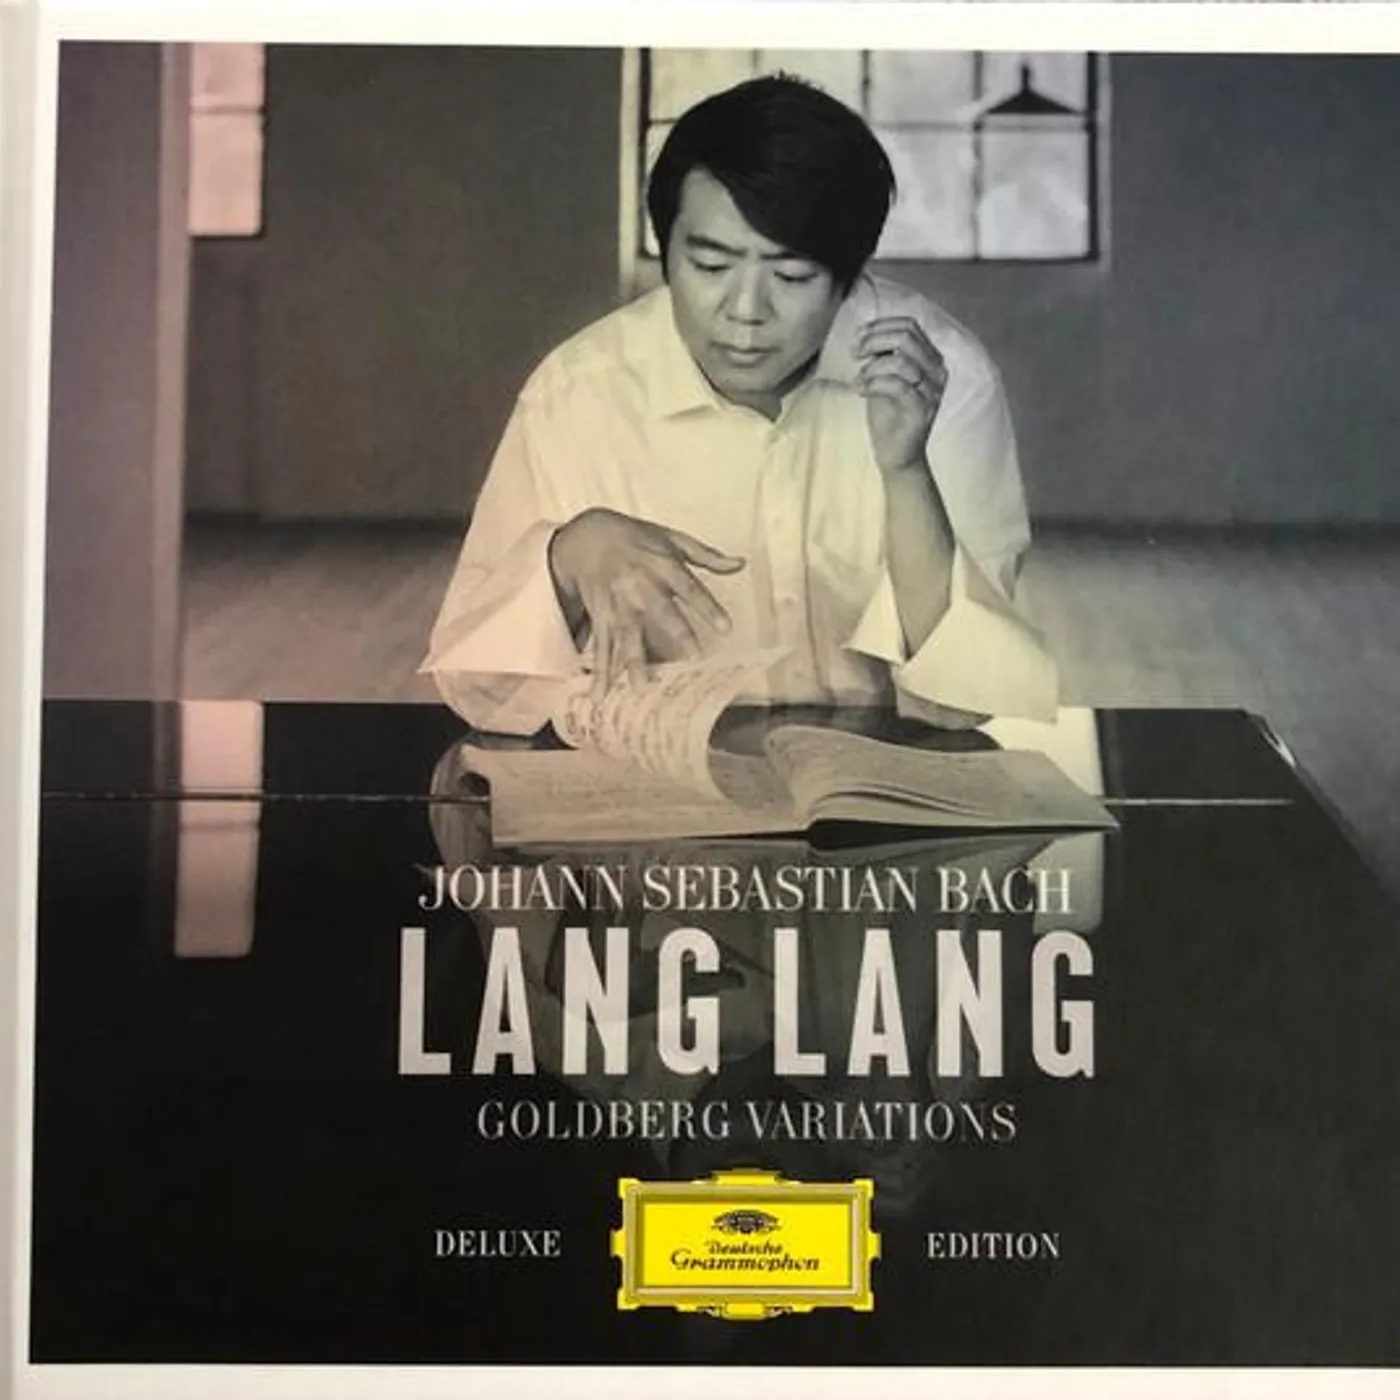 JOHANN SEBASTIAN BACH
LANG LANG
GOLDBERG VARIATIONS
DELUXE EDITION
Deutsche
Grammophon